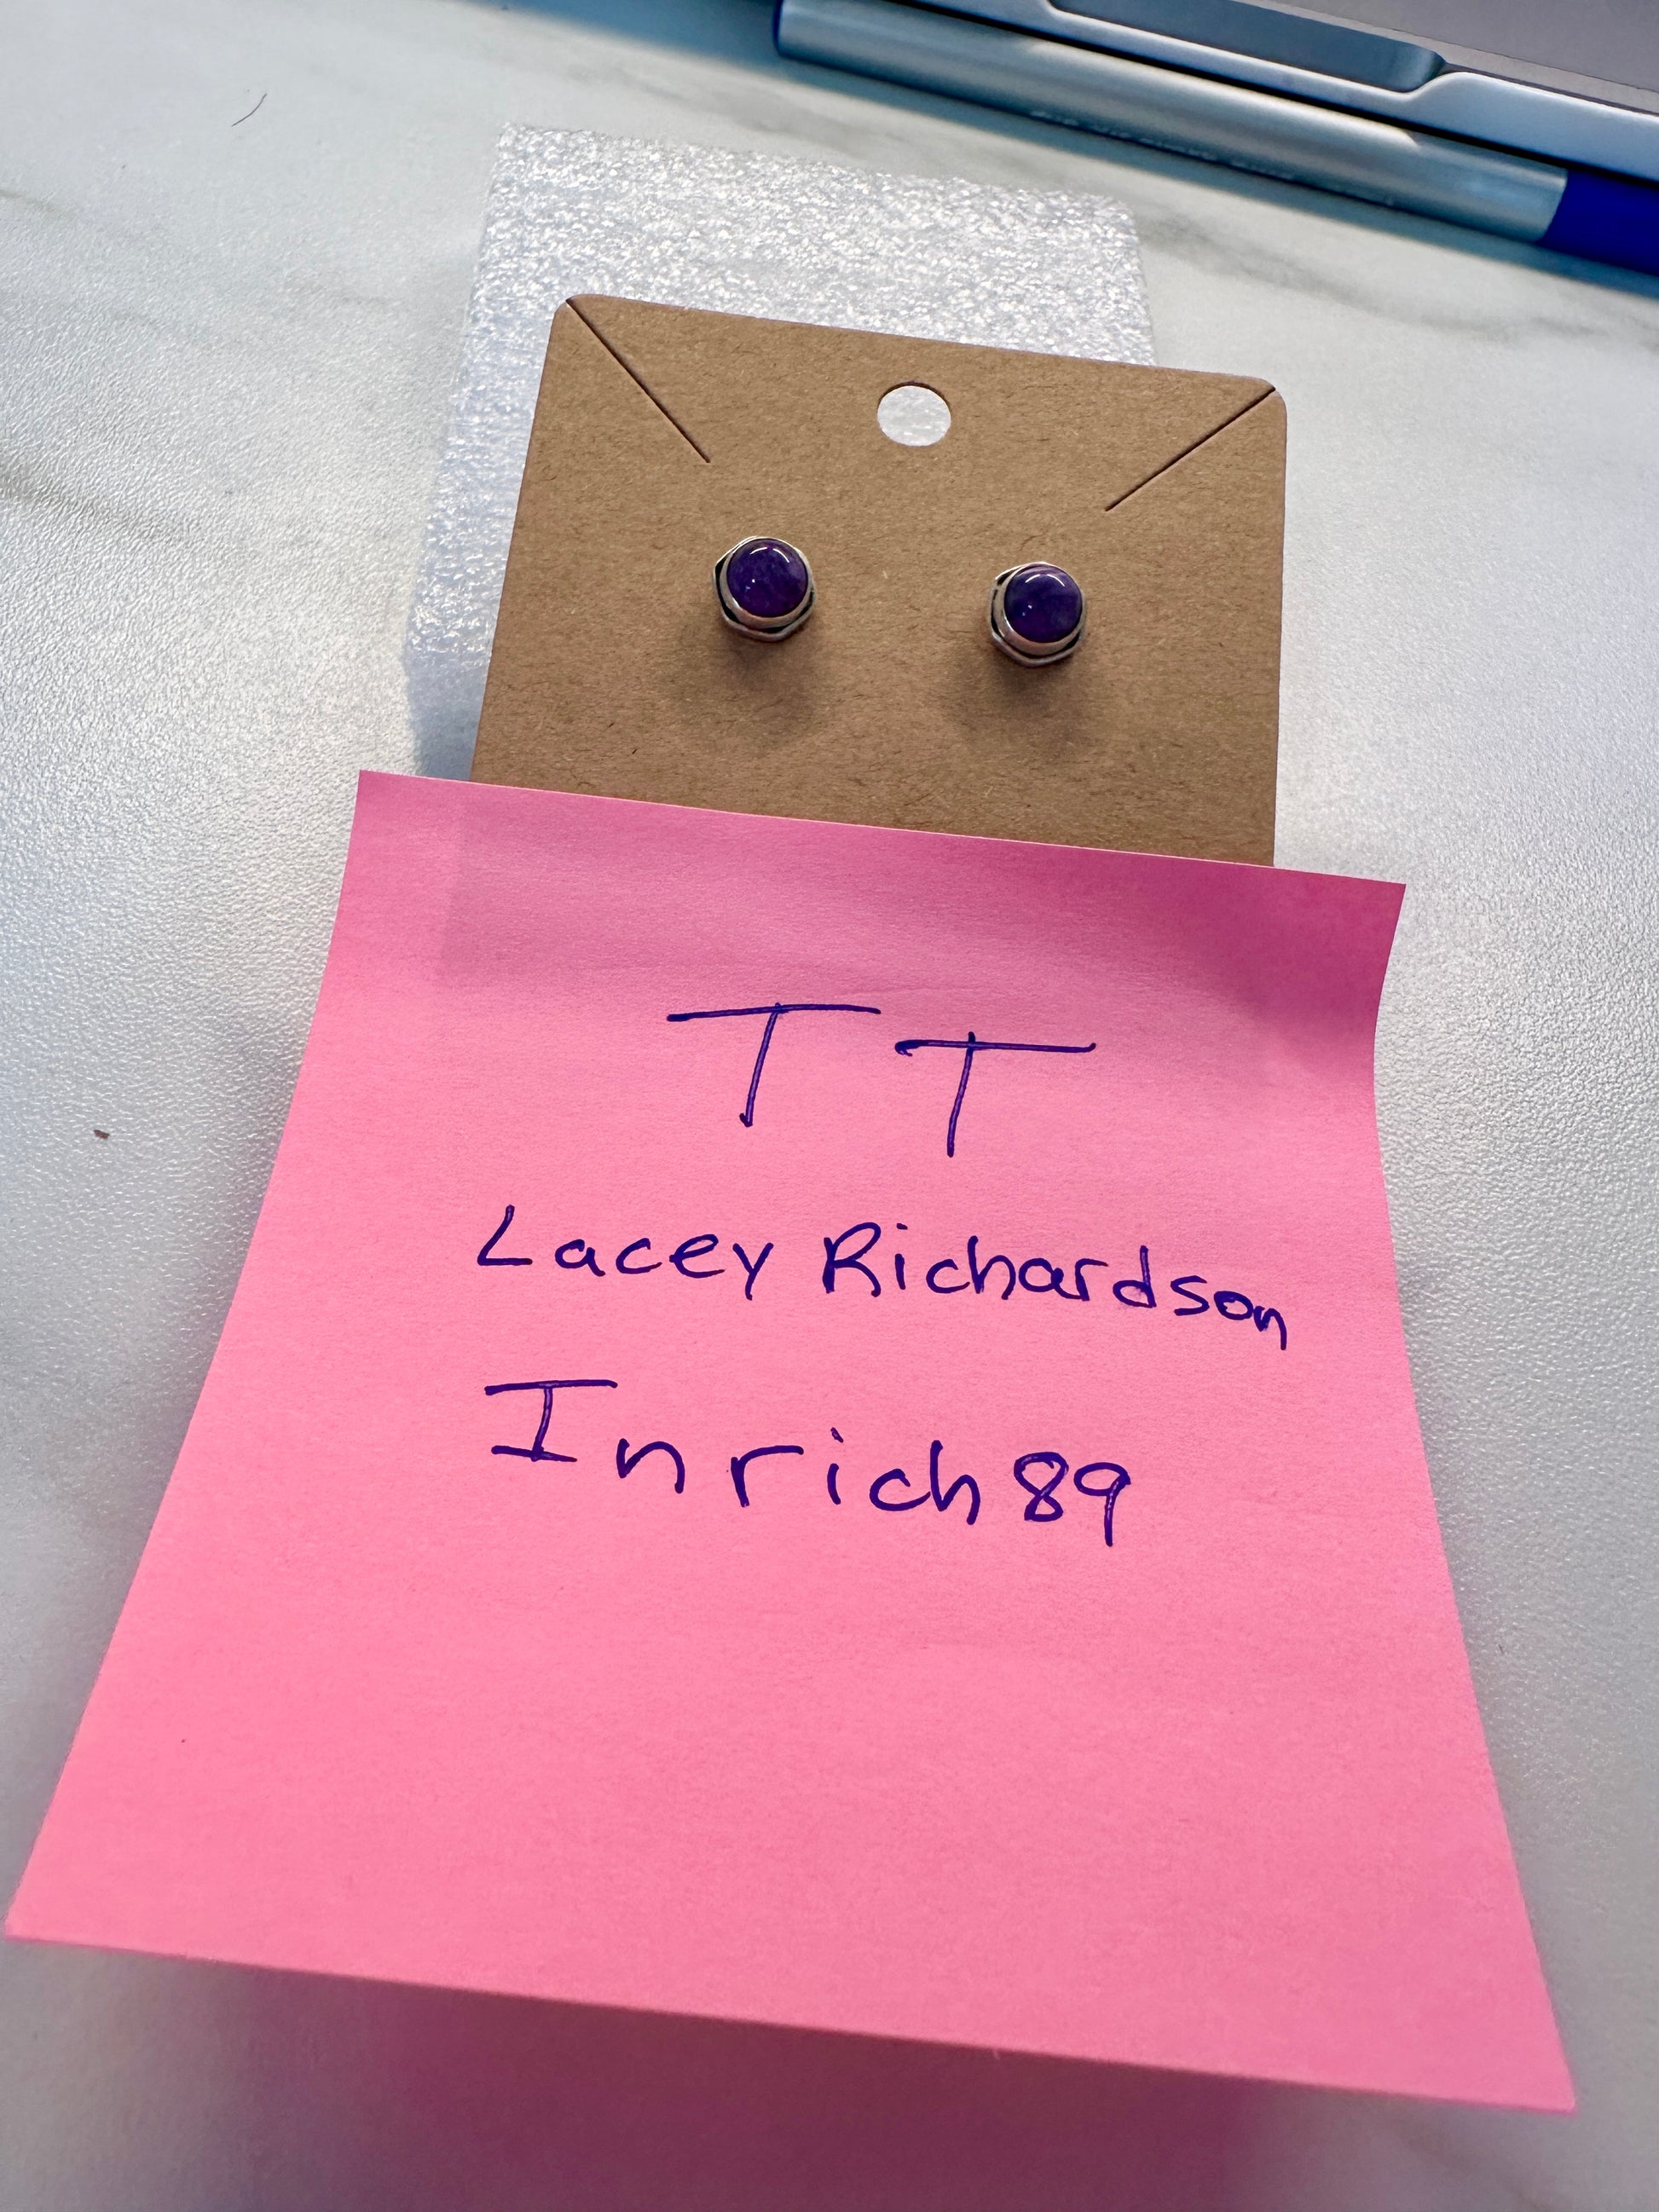 TT
Lacey Richardson
Inrich89